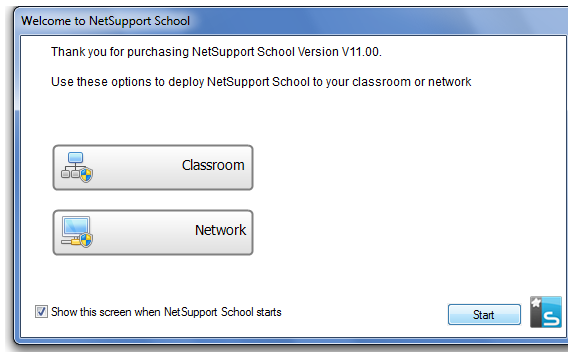 Welcome to NetSupport School
Thank you for purchasing NetSupport School Version V11.00.
Use these options to deploy NetSupport School to your classroom or network
Classroom
Network
Show this screen when NetSupport School starts
Start
S